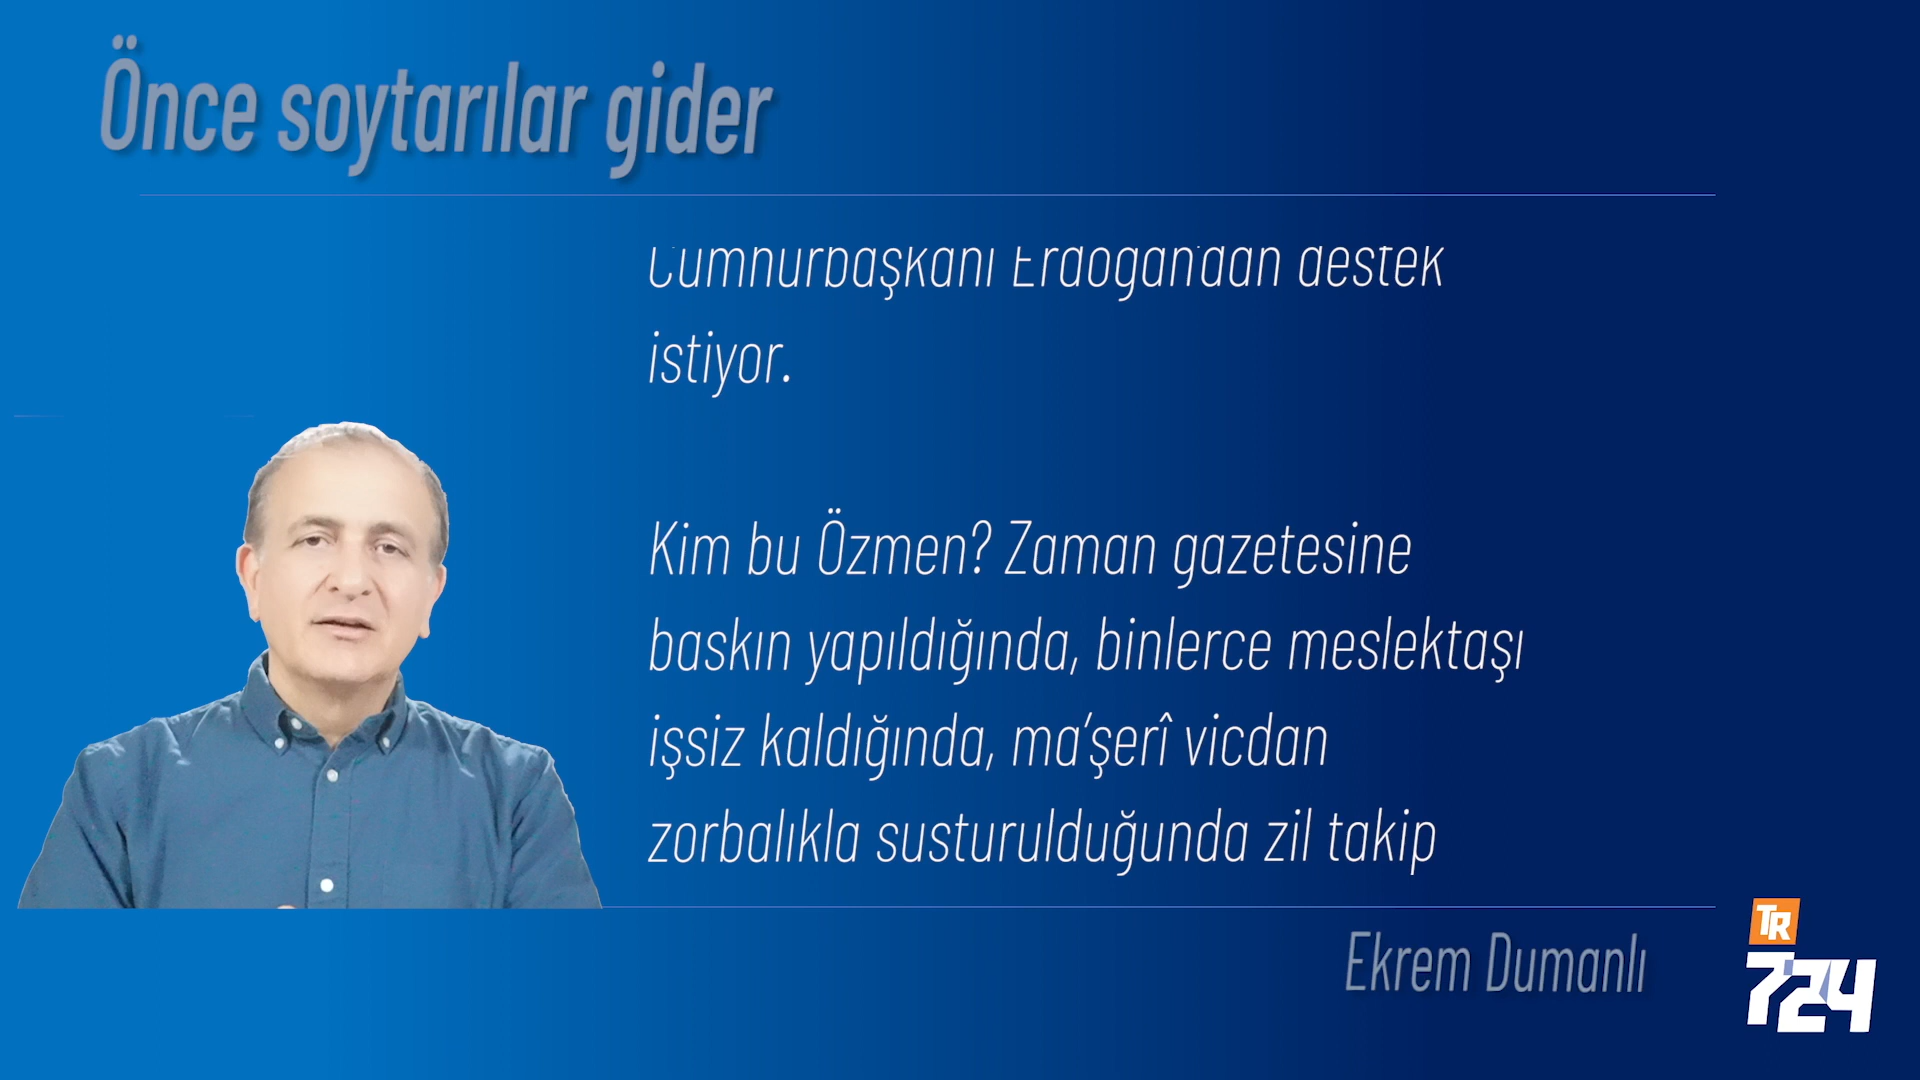 Önce soytarılar gider
Cumhurbaşkanı Erdoğan'dan destek
istiyor.
Kim bu Özmen? Zaman gazetesine
baskın yapıldığında, binlerce meslektaşı
işsiz kaldığında, ma'şerî vicdan
zorbalıkla susturulduğunda zil takip
Ekrem Dumanlı
TR
724